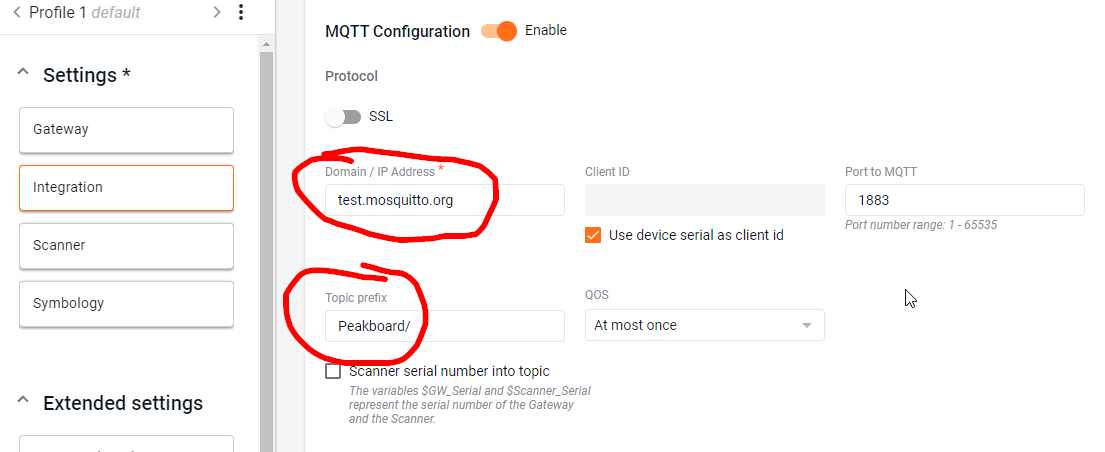 Profile 1 default
Settings *
Gateway
Integration
Scanner
Symbology
Extended settings
MQTT Configuration Enable
Protocol
SSL
Domain / IP Address * Client ID Port to MQTT
test.mosquitto.org 1883
Use device serial as client id Port number range: 1 - 65535
Topic prefix QOS
Peakboard/ At most once
Scanner serial number into topic
The variables $GW_Serial and $Scanner_Serial
represent the serial number of the Gateway
and the Scanner.